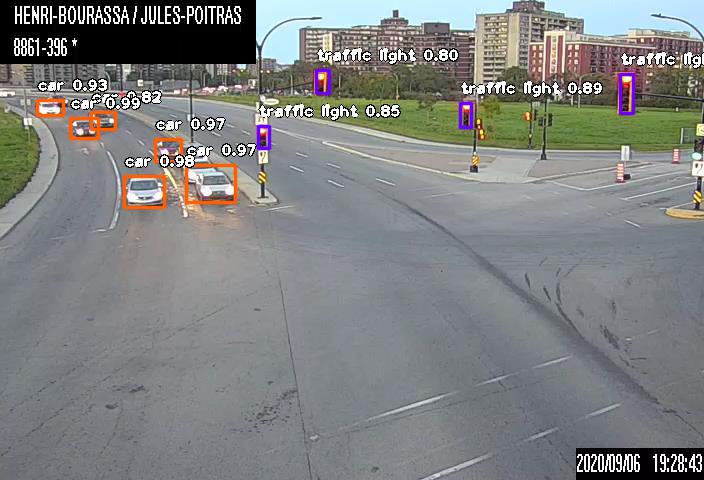 HENRI-BOURASSA / JULES-POITRAS
8861-396 *
traffic light 0.80
traffic lig
car 0.93
car 0.99
0.82
traffic light 0.89
traffic light 0.85
car 0.97
car 0.97
car 0.98
2020/09/06 19:28:43